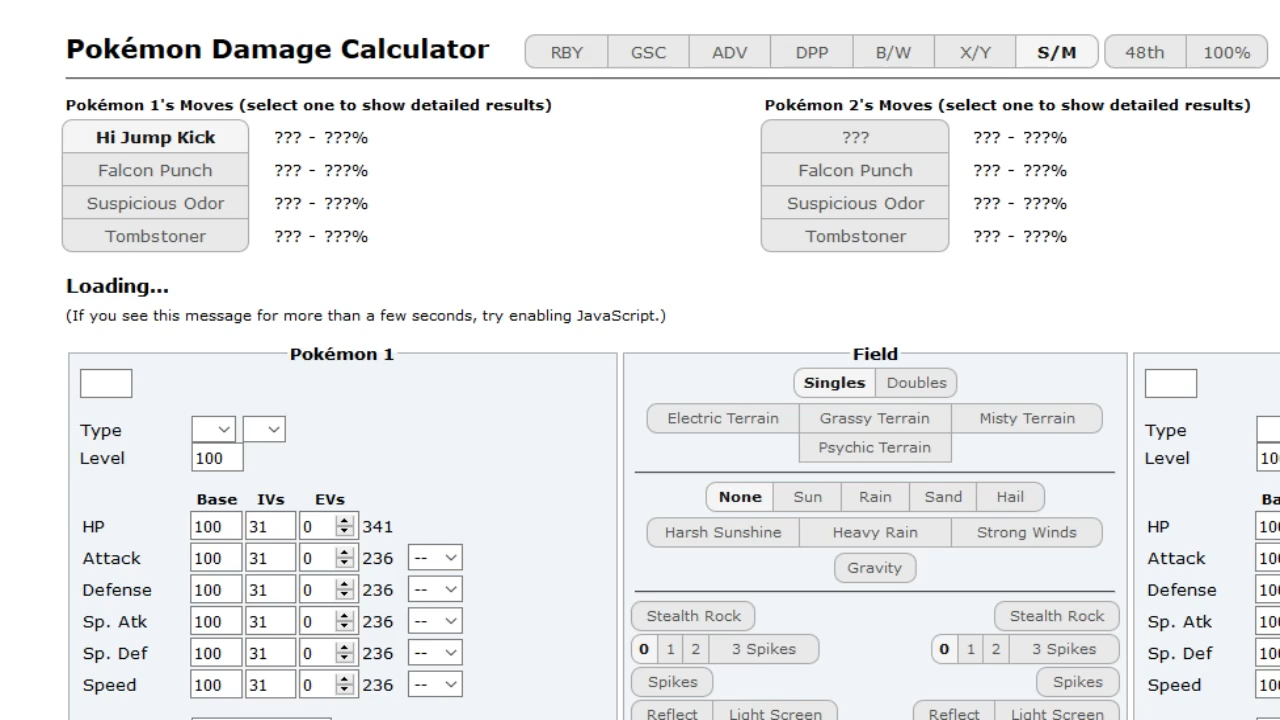 Pokémon Damage Calculator RBY GSC ADV DPP B/W X/Y S/M 48th 100%
Pokémon 1's Moves (select one to show detailed results) Pokémon 2's Moves (select one to show detailed results)
Hi Jump Kick ??? - ???% ??? ??? - ???%
Falcon Punch ??? - ???% Falcon Punch ??? - ???%
Suspicious Odor ??? - ???% Suspicious Odor ??? - ???%
Tombstoner ??? - ???% Tombstoner ??? - ???%
Loading...
(If you see this message for more than a few seconds, try enabling JavaScript.)
Pokémon 1 Field
Singles Doubles
Electric Terrain Grassy Terrain Misty Terrain
Type Type
Psychic Terrain
Level 100 Level
None Sun Rain Sand Hail
Base IVs EVs
HP 100 31 0 341 HP
Harsh Sunshine Heavy Rain Strong Winds
Attack 100 31 0 236 -- Attack
Gravity
Defense 100 31 0 236 -- Defense
Stealth Rock Stealth Rock
Sp. Atk 100 31 0 236 -- Sp. Atk
0 1 2 3 Spikes 0 1 2 3 Spikes
Sp. Def 100 31 0 236 -- Sp. Def
Spikes Spikes
Speed 100 31 0 236 -- Speed
Reflect Light Screen Reflect Light Screen